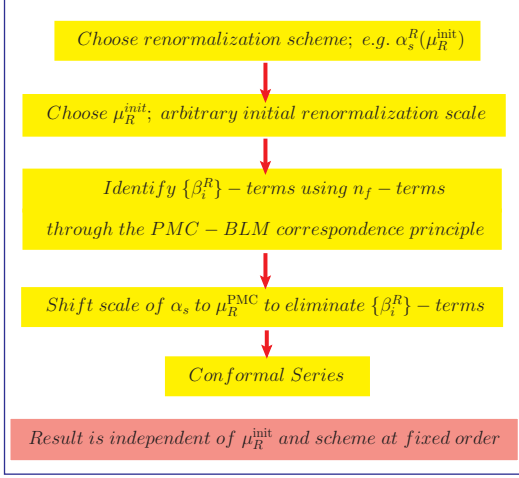 Choose renormalization scheme; e.g. α_s^R(μ_R^init)
Choose μ_R^init; arbitrary initial renormalization scale
Identify {β_i^R} − terms using n_f − terms
through the PMC − BLM correspondence principle
Shift scale of α_s to μ_R^PMC to eliminate {β_i^R} − terms
Conformal Series
Result is independent of μ_R^init and scheme at fixed order